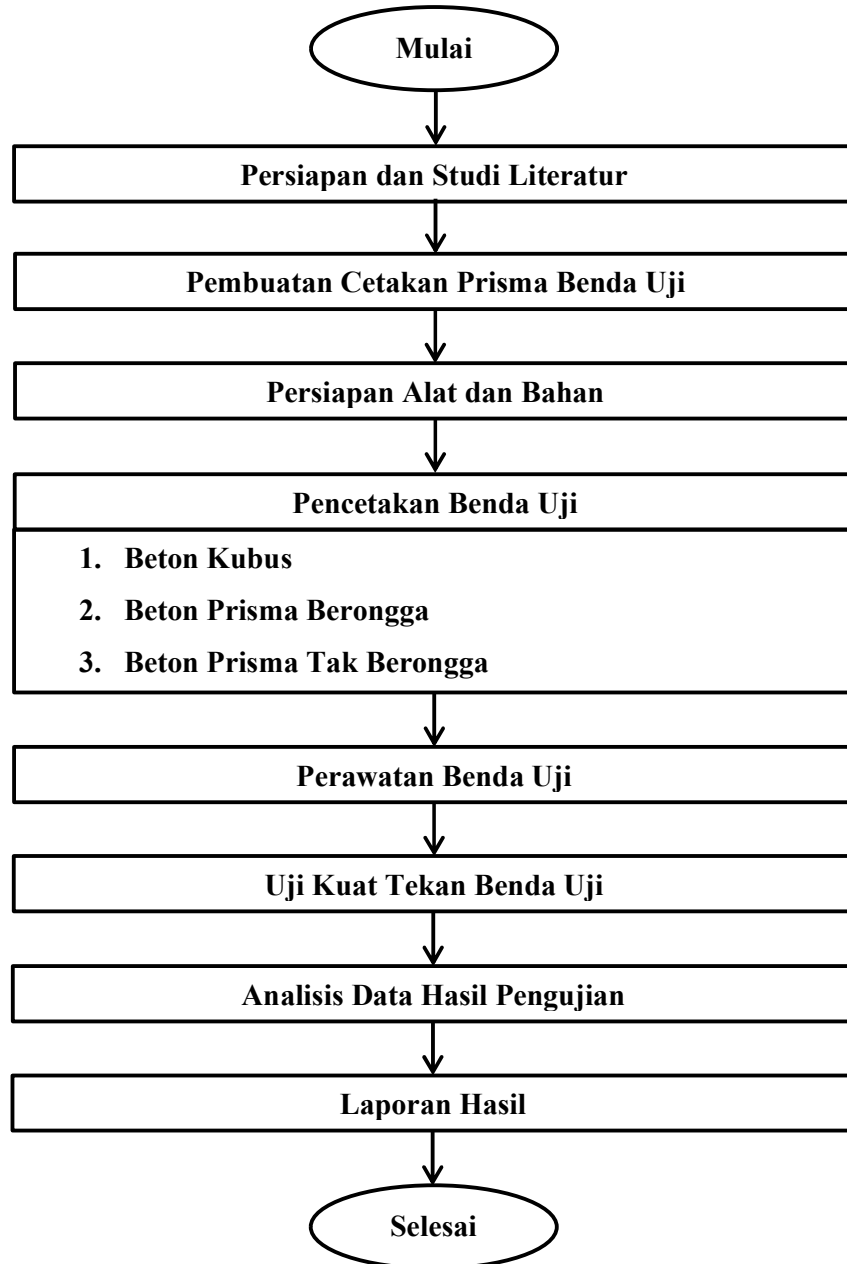 Mulai
Persiapan dan Studi Literatur
Pembuatan Cetakan Prisma Benda Uji
Persiapan Alat dan Bahan
Pencetakan Benda Uji
1. Beton Kubus
2. Beton Prisma Berongga
3. Beton Prisma Tak Berongga
Perawatan Benda Uji
Uji Kuat Tekan Benda Uji
Analisis Data Hasil Pengujian
Laporan Hasil
Selesai